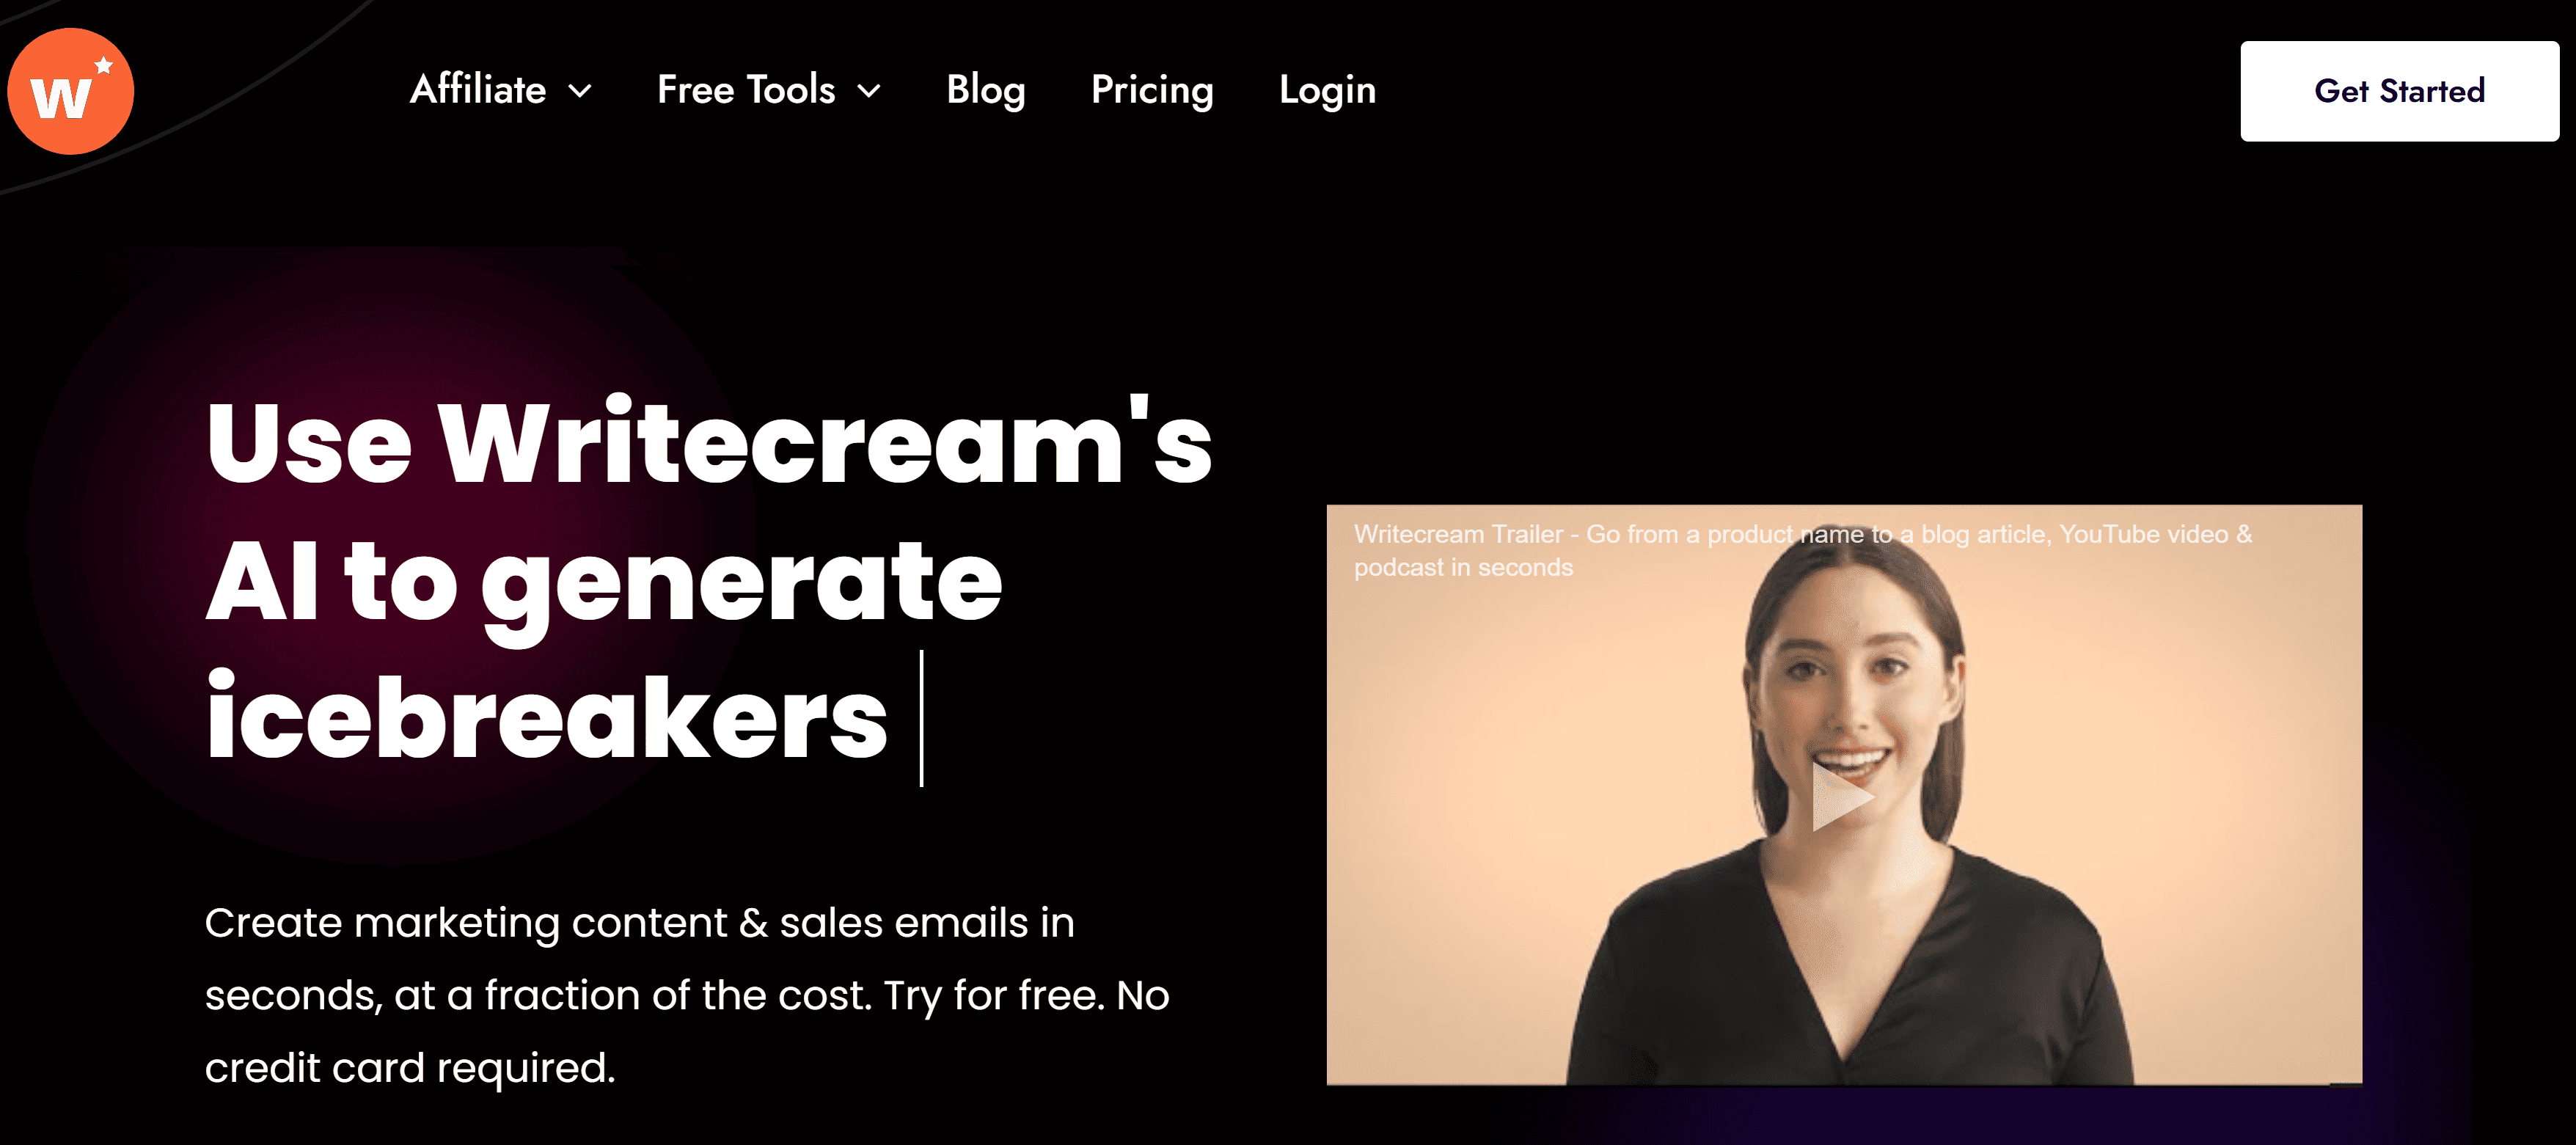 w
Affiliate
Free Tools
Blog
Pricing
Login
Get Started
Use Writecream's
AI to generate
icebreakers
Create marketing content & sales emails in
seconds, at a fraction of the cost. Try for free. No
credit card required.
Writecream Trailer - Go from a product name to a blog article, YouTube video &
podcast in seconds